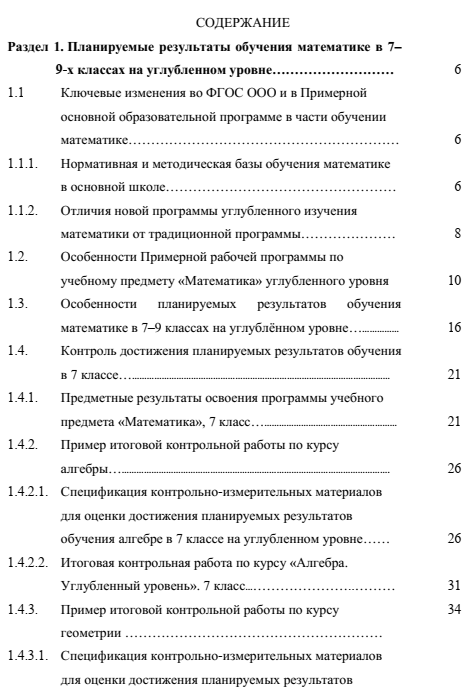 СОДЕРЖАНИЕ
Раздел 1. Планируемые результаты обучения математике в 7–
9-х классах на углубленном уровне………………………… 6
1.1 Ключевые изменения во ФГОС ООО и в Примерной
основной образовательной программе в части обучении
математике…………………………………………………… 6
1.1.1. Нормативная и методическая базы обучения математике
в основной школе…………………………………………… 6
1.1.2. Отличия новой программы углубленного изучения
математики от традиционной программы………………… 8
1.2. Особенности Примерной рабочей программы по
учебному предмету «Математика» углубленного уровня 10
1.3. Особенности планируемых результатов обучения
математике в 7–9 классах на углублённом уровне…............... 16
1.4. Контроль достижения планируемых результатов обучения
в 7 классе…......................................................................................... 21
1.4.1. Предметные результаты освоения программы учебного
предмета «Математика», 7 класс…................................................ 21
1.4.2. Пример итоговой контрольной работы по курсу
алгебры…............................................................................................ 26
1.4.2.1. Спецификация контрольно-измерительных материалов
для оценки достижения планируемых результатов
обучения алгебре в 7 классе на углубленном уровне…… 26
1.4.2.2. Итоговая контрольная работа по курсу «Алгебра.
Углубленный уровень». 7 класс...………………….……… 31
1.4.3. Пример итоговой контрольной работы по курсу 34
геометрии …………………………………………………
1.4.3.1. Спецификация контрольно-измерительных материалов
для оценки достижения планируемых результатов